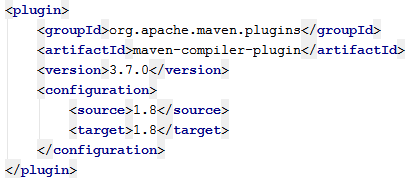 <plugin>
    <groupId>org.apache.maven.plugins</groupId>
    <artifactId>maven-compiler-plugin</artifactId>
    <version>3.7.0</version>
    <configuration>
        <source>1.8</source>
        <target>1.8</target>
    </configuration>
</plugin>